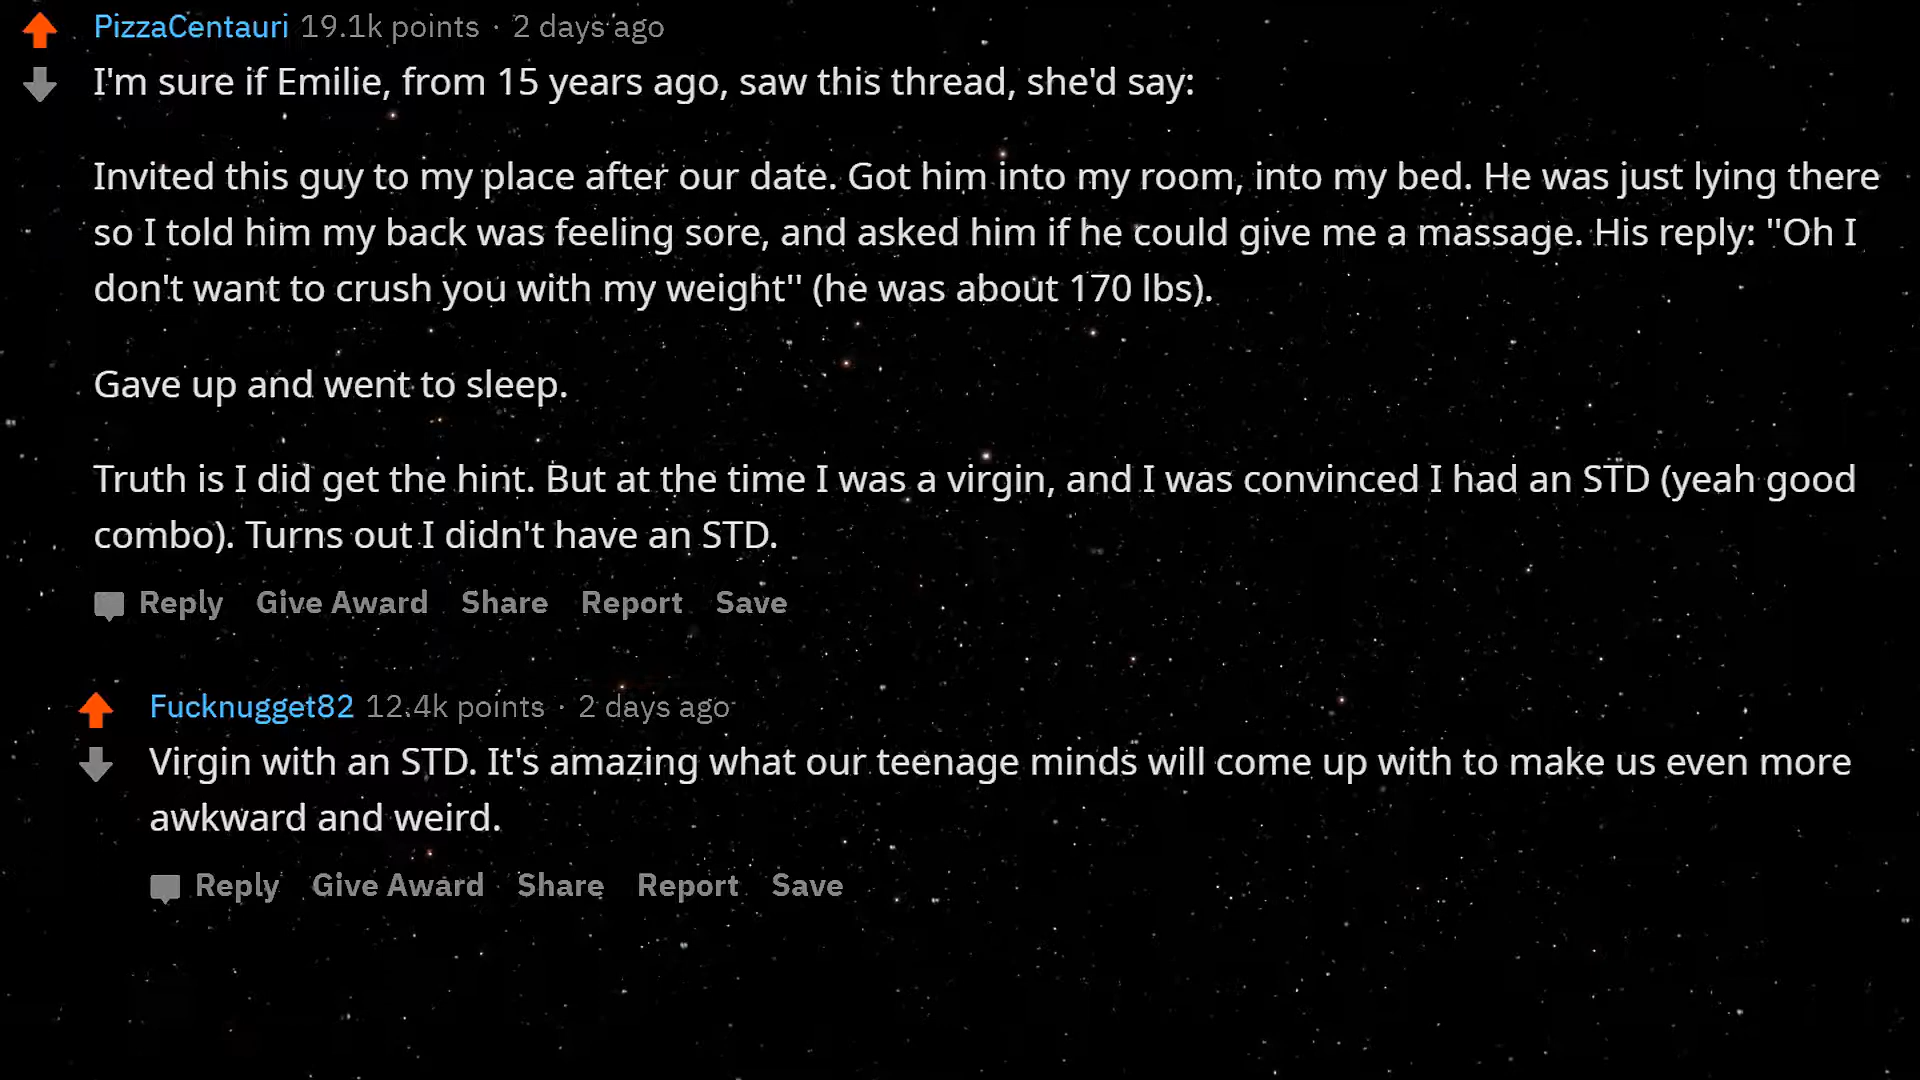 PizzaCentauri 19.1k points · 2 days ago
I'm sure if Emilie, from 15 years ago, saw this thread, she'd say:
Invited this guy to my place after our date. Got him into my room, into my bed. He was just lying there
so I told him my back was feeling sore, and asked him if he could give me a massage. His reply: "Oh I
don't want to crush you with my weight" (he was about 170 lbs).
Gave up and went to sleep.
Truth is I did get the hint. But at the time I was a virgin, and I was convinced I had an STD (yeah good
combo). Turns out I didn't have an STD.
Reply Give Award Share Report Save
Fucknugget82 12.4k points · 2 days ago
Virgin with an STD. It's amazing what our teenage minds will come up with to make us even more
awkward and weird.
Reply Give Award Share Report Save